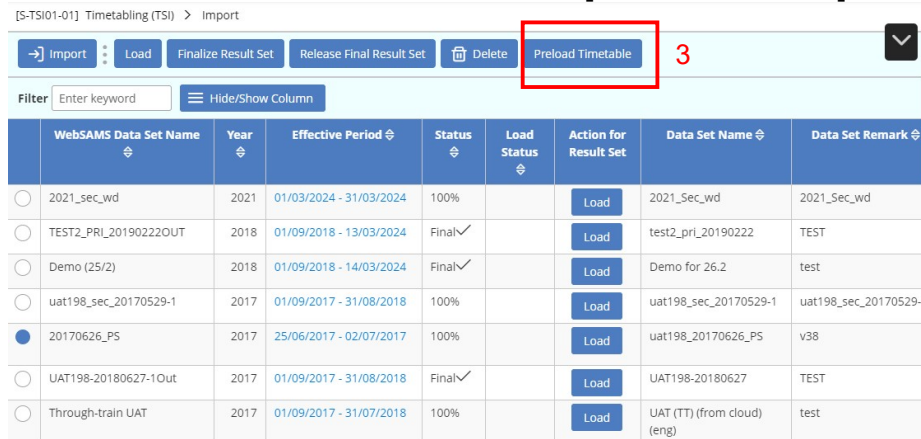 [S-TSI01-01] Timetabling (TSI) > Import
Import Load Finalize Result Set Release Final Result Set Delete Preload Timetable 3
Filter Enter keyword Hide/Show Column
WebSAMS Data Set Name Year Effective Period Status Load Status Action for Result Set Data Set Name Data Set Remark
2021_sec_wd 2021 01/03/2024 - 31/03/2024 100% Load 2021_Sec_wd 2021_Sec_wd
TEST2_PRI_20190222OUT 2018 01/09/2018 - 13/03/2024 Final Load test2_pri_20190222 TEST
Demo (25/2) 2018 01/09/2018 - 14/03/2024 Final Load Demo for 26.2 test
uat198_sec_20170529-1 2017 01/09/2017 - 31/08/2018 100% Load uat198_sec_20170529-1 uat198_sec_20170529-
20170626_PS 2017 25/06/2017 - 02/07/2017 100% Load uat198_20170626_PS v38
UAT198-20180627-1Out 2017 01/09/2017 - 31/08/2018 Final Load UAT198-20180627 TEST
Through-train UAT 2017 01/09/2017 - 31/07/2018 100% Load UAT (TT) (from cloud) (eng) test